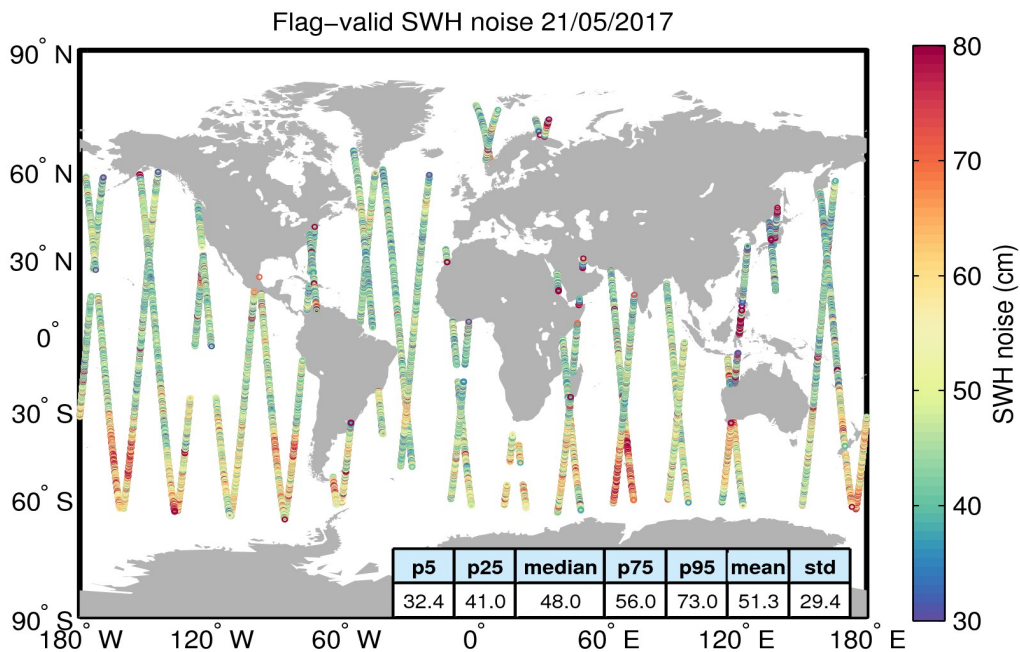 Flag−valid SWH noise 21/05/2017
90° N
60° N
30° N
0°
30° S
60° S
90° S
180° W
120° W
60° W
0°
60° E
120° E
180° E
p5 p25 median p75 p95 mean std
32.4 41.0 48.0 56.0 73.0 51.3 29.4
80
70
60
50
40
30
SWH noise (cm)